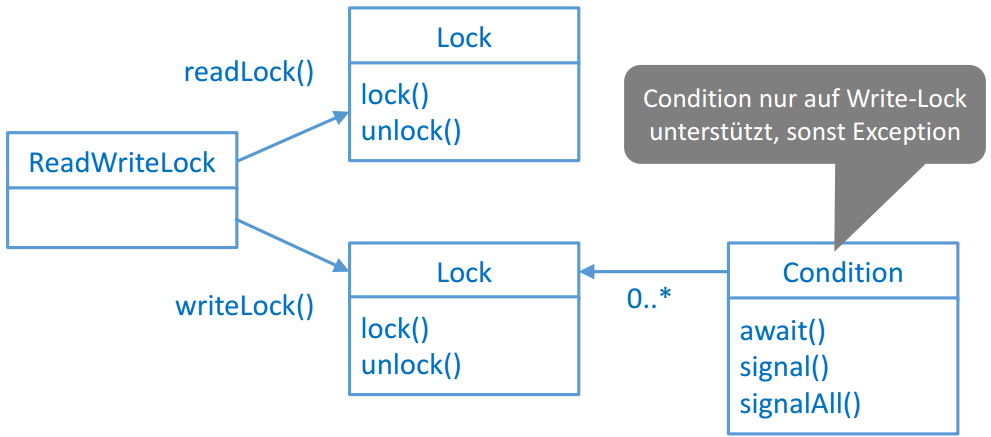 Lock
readLock()
lock()
unlock()
Condition nur auf Write-Lock
unterstützt, sonst Exception
ReadWriteLock
Lock
Condition
writeLock()
0..*
lock()
unlock()
await()
signal()
signalAll()